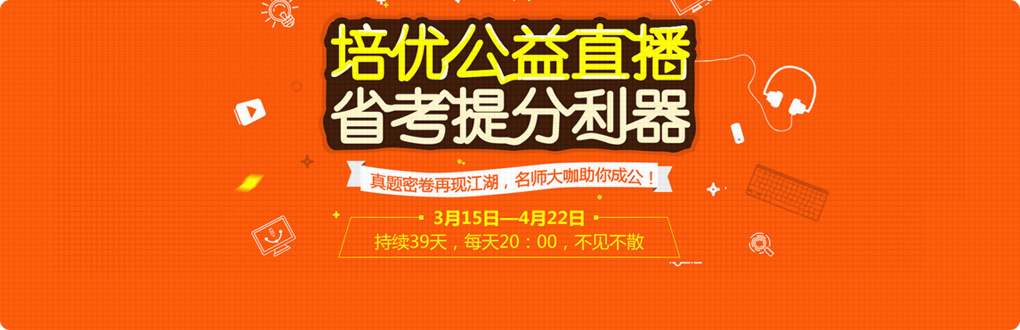 培优公益直播
省考提分利器
真题密卷再现江湖，名师大咖助你成公！
3月15日—4月22日
持续39天，每天20：00，不见不散